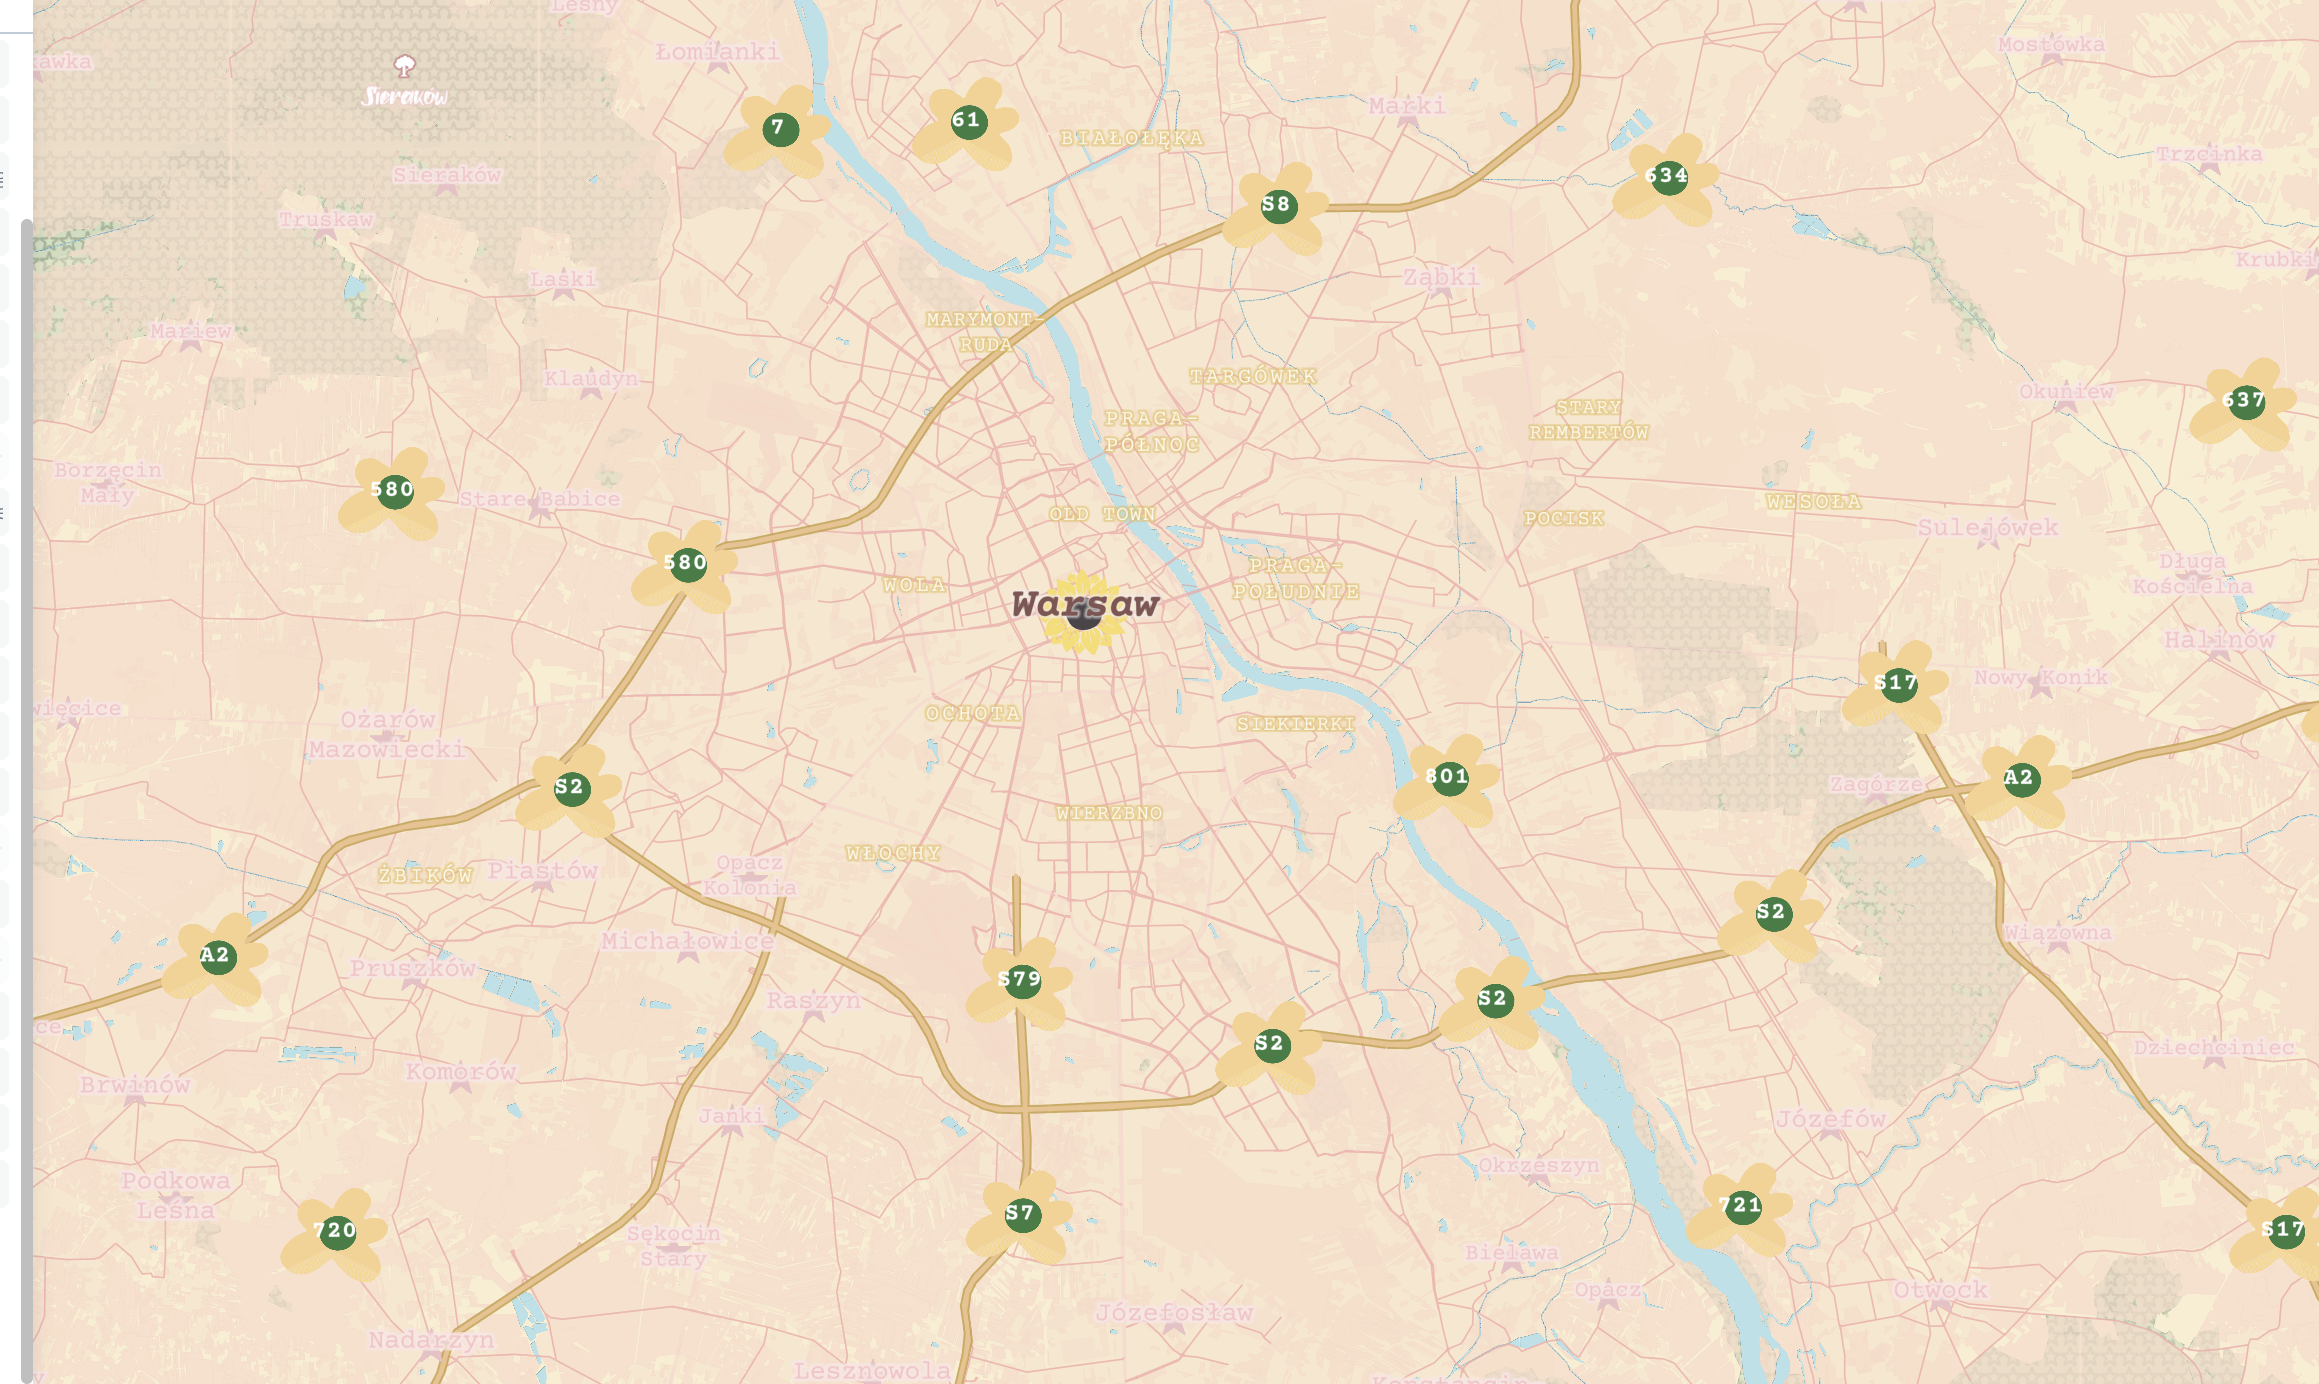 Leśny
Łomianki
Mostówka
Sieraków
7
61
Marki
BIAŁOŁĘKA
Trzcinka
Sieraków
634
S8
Truskaw
Laski
Ząbki
Krubki
Mariew
MARYMONT-
RUDA
Klaudyn
TARGÓWEK
Okuniew
637
STARY
REMBERTÓW
PRAGA-
PÓŁNOC
Borzęcin
Mały
580
Stare Babice
WESOŁA
OLD TOWN
POCISK
Sulejówek
580
PRAGA-
POŁUDNIE
Długa
Kościelna
WOLA
Warsaw
Halinów
S17
Nowy Konik
więcice
Ożarów
Mazowiecki
OCHOTA
SIEKIERKI
S2
801
Zagórze
A2
WIERZBNO
WŁOCHY
ŻBIKÓW
Piastów
Opacz
Kolonia
S2
Wiązowna
Michałowice
A2
Pruszków
S79
Raszyn
S2
ce
S2
Dziechciniec
Brwinów
Komorów
Janki
Józefów
Okrzeszyn
Podkowa
Leśna
S7
721
720
Sękocin
Stary
S17
Bielawa
Opacz
Otwock
Józefosław
Nadarzyn
Lesznowola